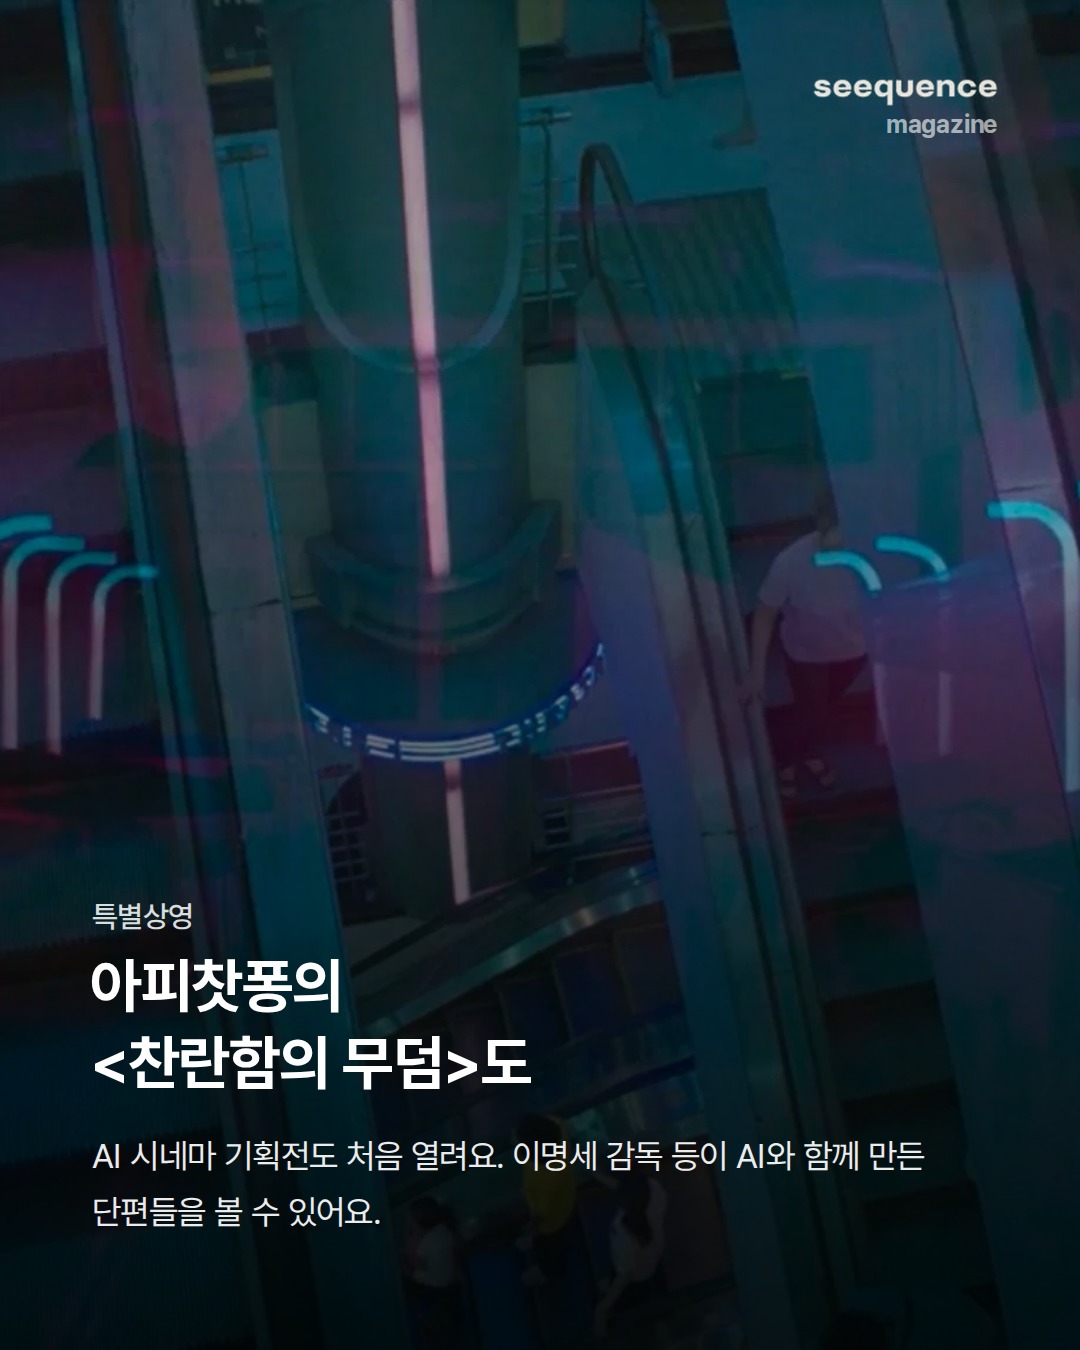 seequence
magazine
특별상영
아피찻퐁의
<찬란함의 무덤>도
AI 시네마 기획전도 처음 열려요. 이명세 감독 등이 AI와 함께 만든
단편들을 볼 수 있어요.